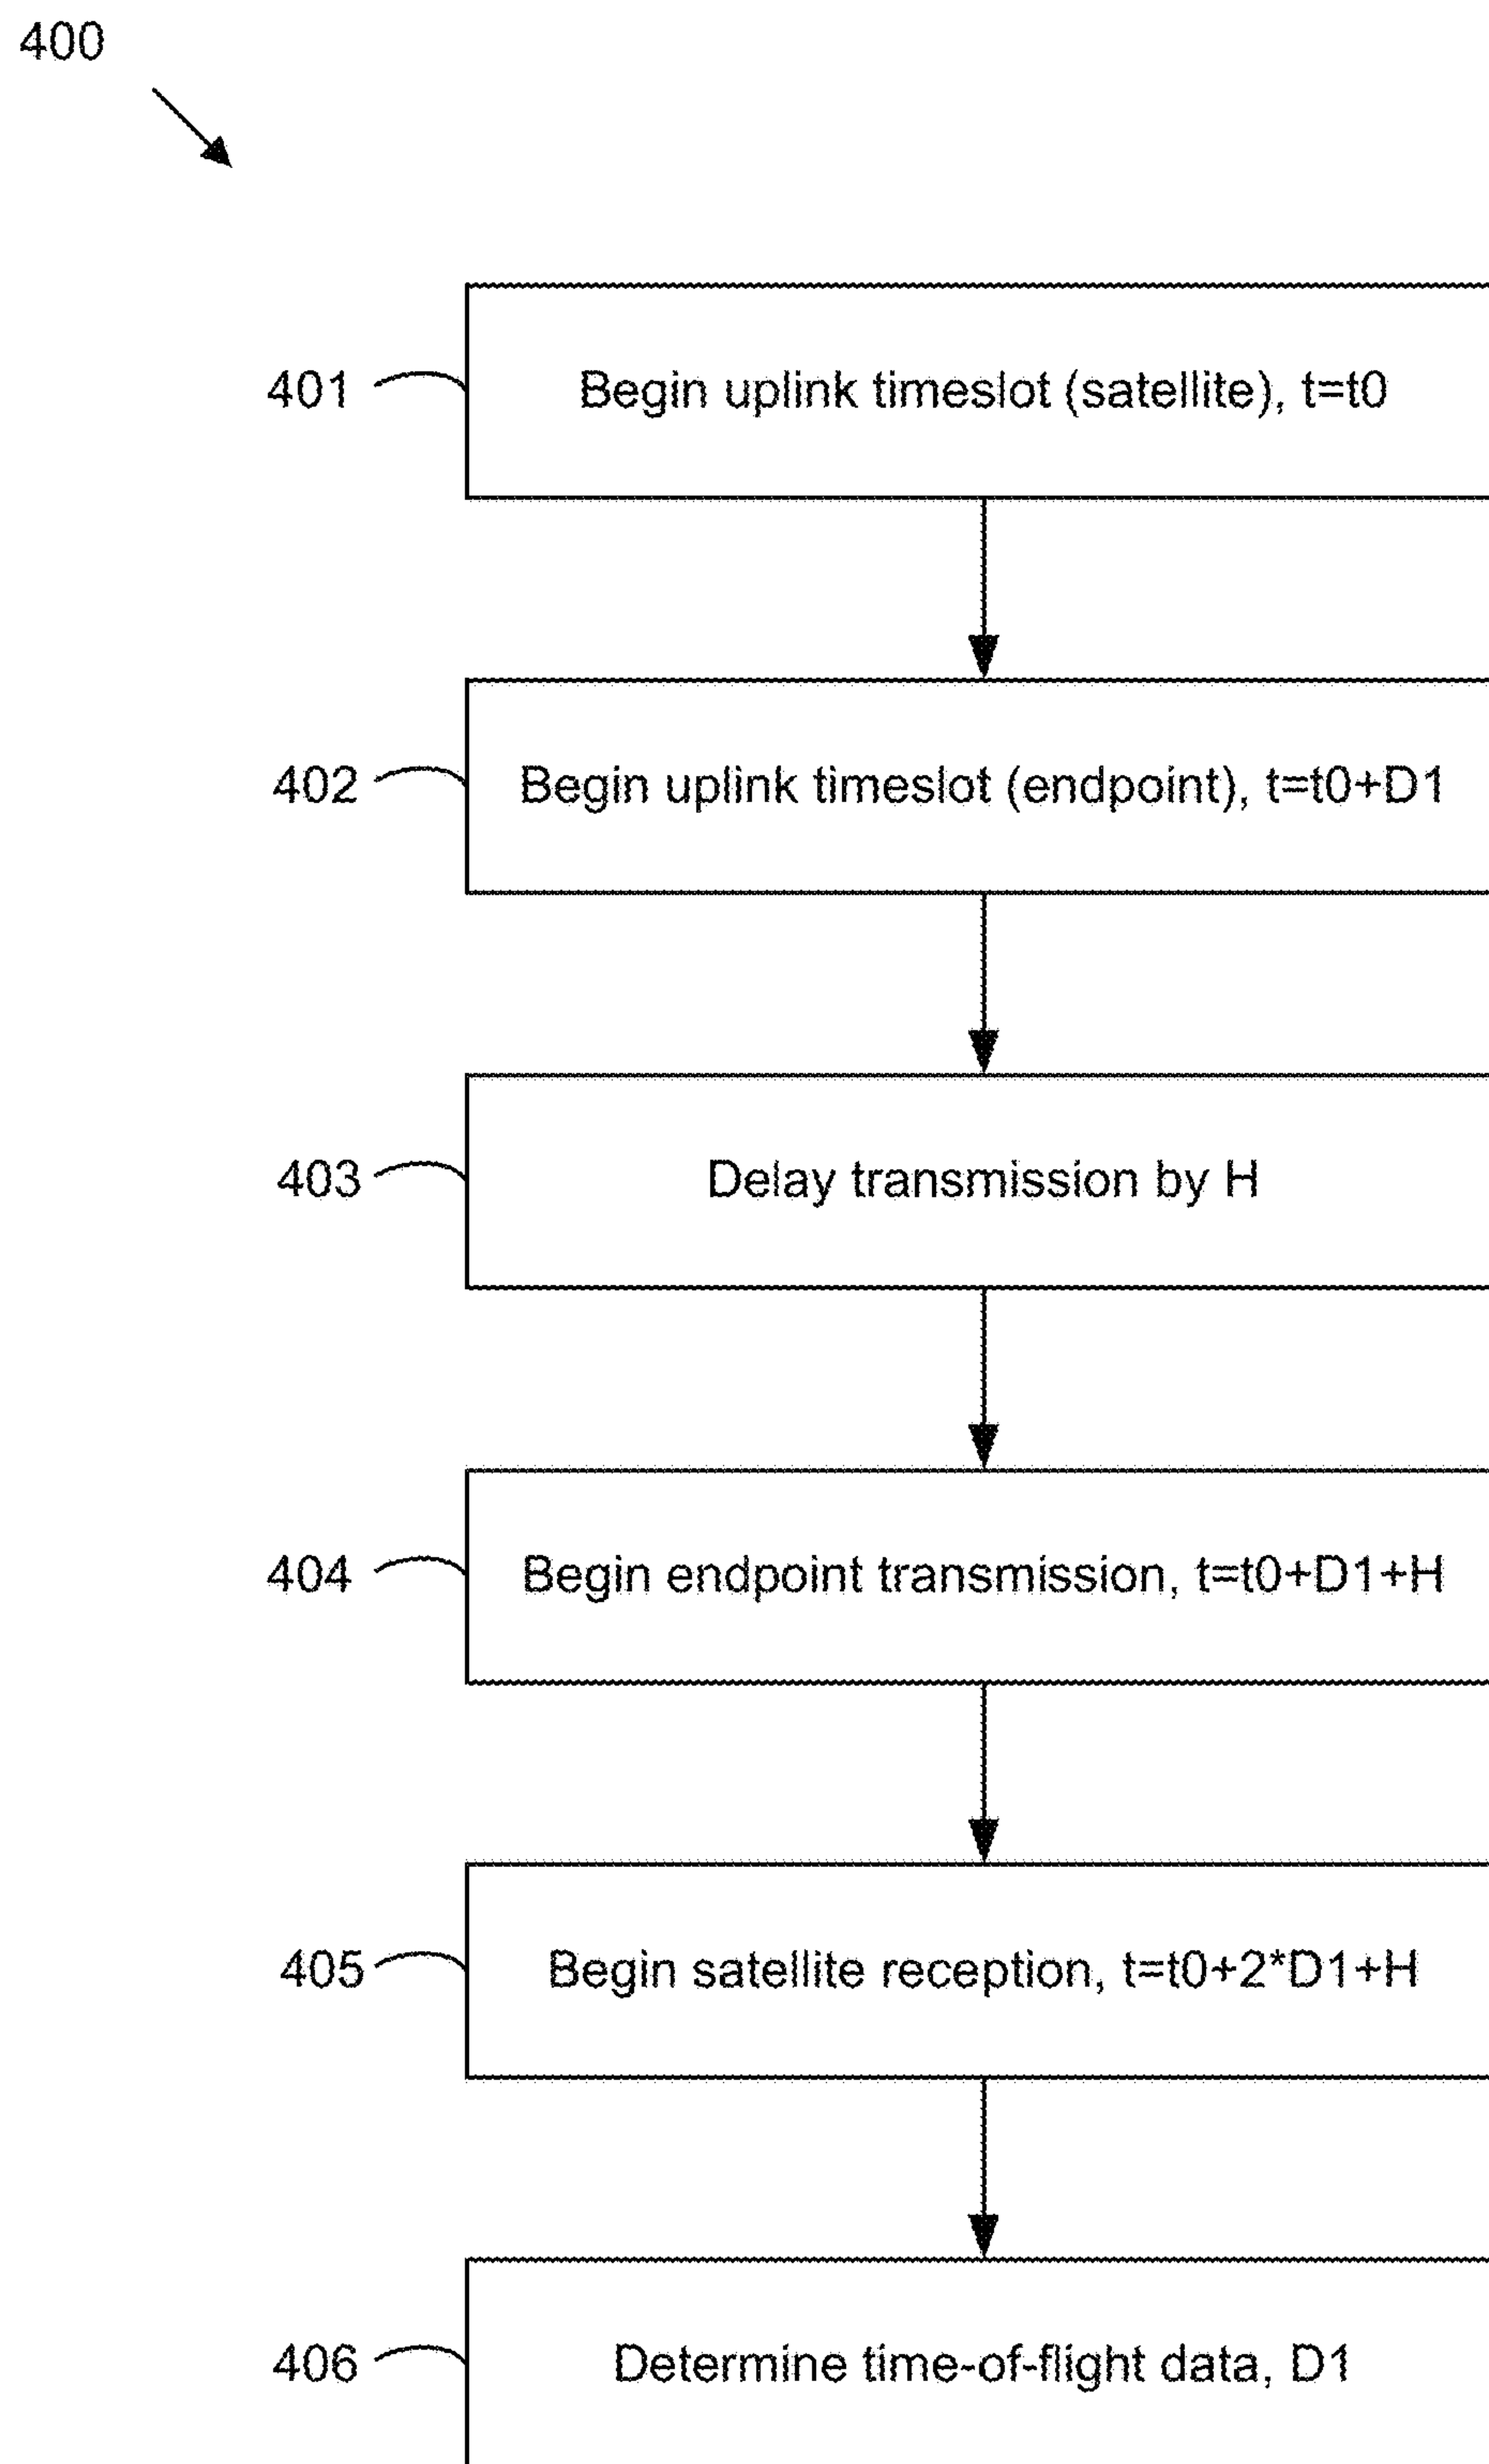 400
401 Begin uplink timeslot (satellite), t=t0
402 Begin uplink timeslot (endpoint), t=t0+D1
403 Delay transmission by H
404 Begin endpoint transmission, t=t0+D1+H
405 Begin satellite reception, t=t0+2*D1+H
406 Determine time-of-flight data, D1